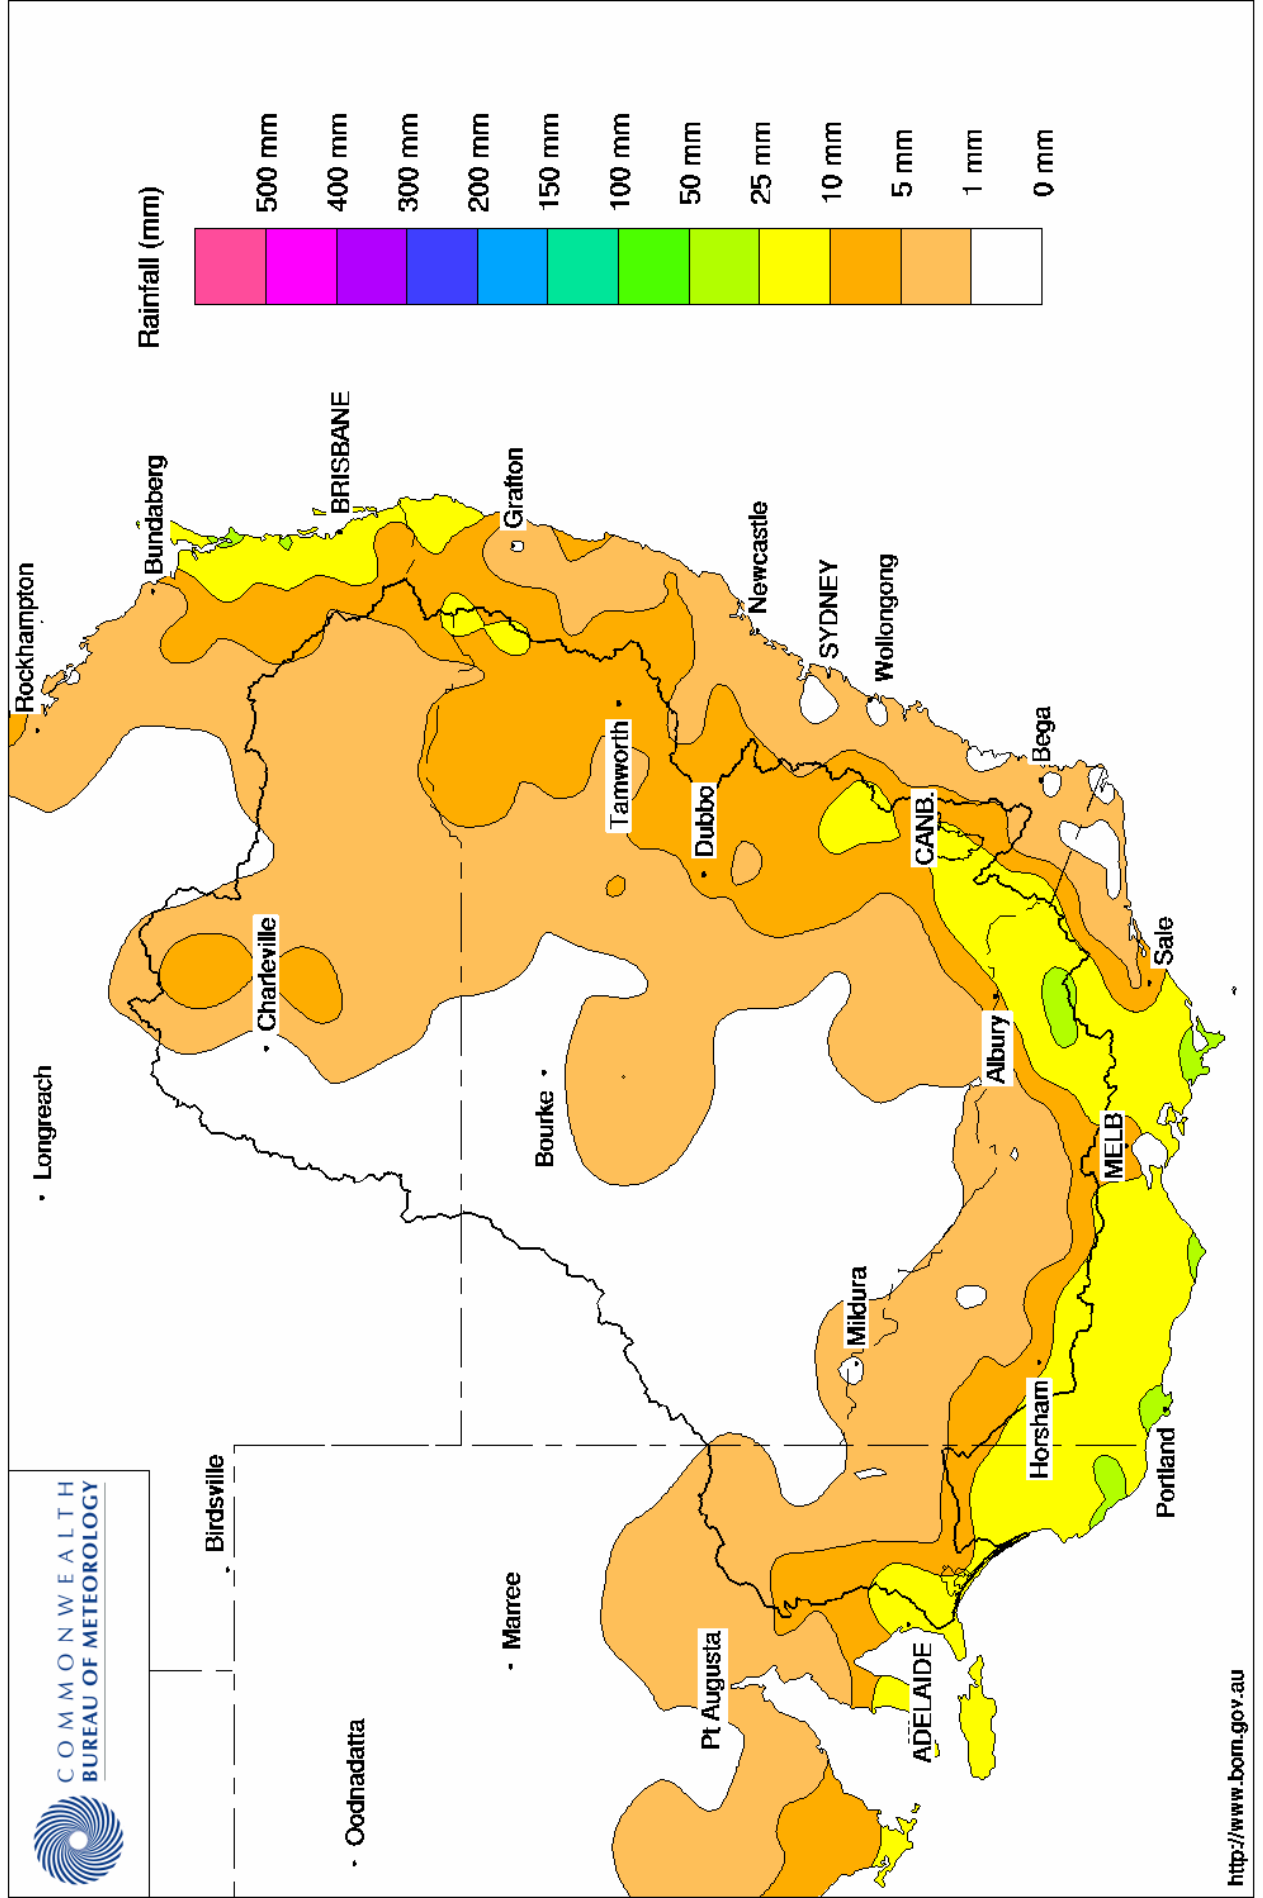 COMMONWEALTH
BUREAU OF METEOROLOGY
Rainfall (mm)
500 mm
400 mm
300 mm
200 mm
150 mm
100 mm
50 mm
25 mm
10 mm
5 mm
1 mm
0 mm
Longreach
Rockhampton
Bundaberg
Birdsville
Charleville
BRISBANE
Oodnadatta
Marree
Bourke
Grafton
Tamworth
Pt Augusta
Dubbo
Newcastle
Mildura
SYDNEY
Wollongong
ADELAIDE
CANB.
Albury
Horsham
Bega
MELB
Portland
Sale
http://www.bom.gov.au